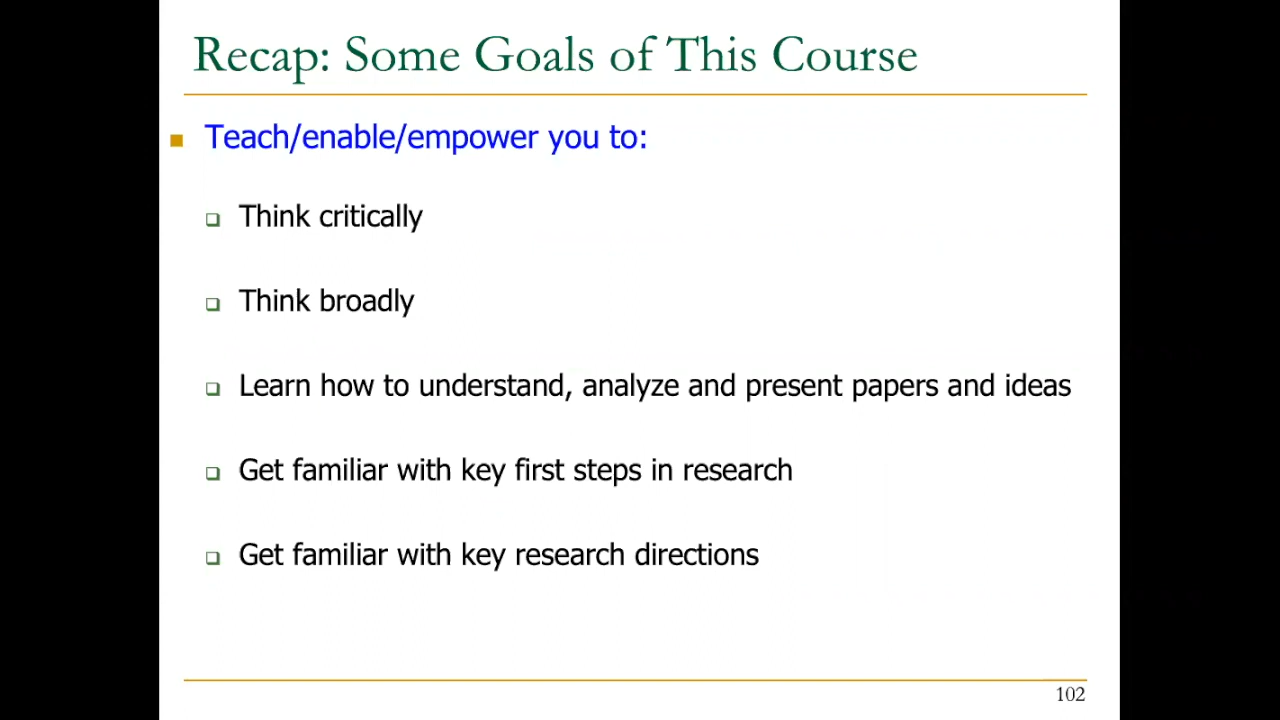 Recap: Some Goals of This Course
Teach/enable/empower you to:
Think critically
Think broadly
Learn how to understand, analyze and present papers and ideas
Get familiar with key first steps in research
Get familiar with key research directions
102